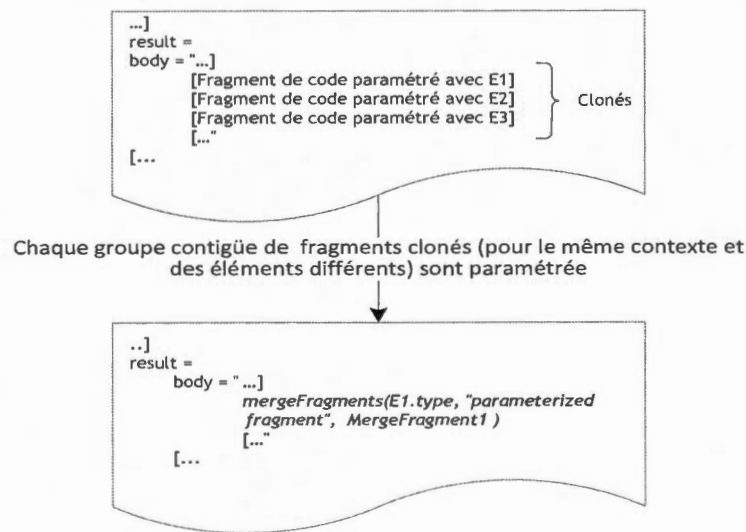 ...]
result =
body = "...]
[Fragment de code paramétré avec E1]
[Fragment de code paramétré avec E2]
[Fragment de code paramétré avec E3]
Clonés
[..."
[...
Chaque groupe contigüe de fragments clonés (pour le même contexte et
des éléments différents) sont paramétrée
..]
result =
body = " ...]
mergeFragments(E1.type, "parameterized
fragment", MergeFragment1 )
[..."
[...